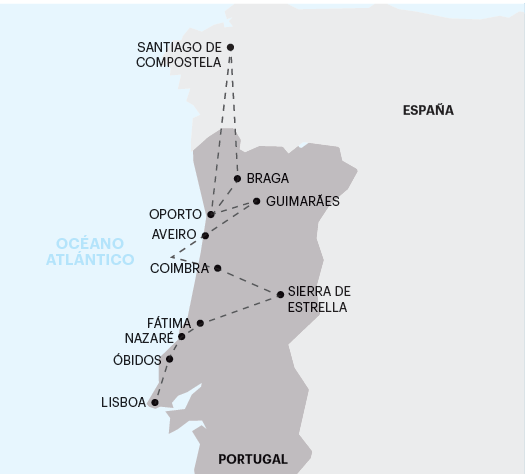 SANTIAGO DE
COMPOSTELA
ESPAÑA
BRAGA
GUIMARÃES
OPORTO
AVEIRO
OCÉANO
ATLÁNTICO
COIMBRA
SIERRA DE
ESTRELLA
FÁTIMA
NAZARÉ
ÓBIDOS
LISBOA
PORTUGAL